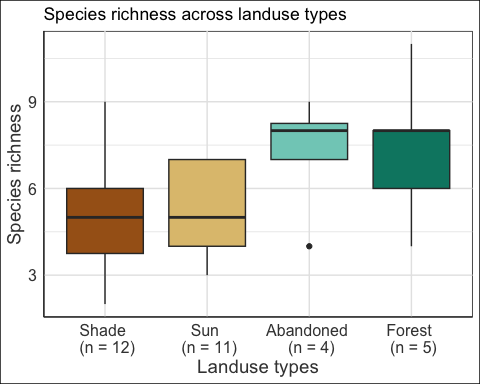 Species richness across landuse types
Species richness
9
6
3
Shade Sun Abandoned Forest
(n = 12) (n = 11) (n = 4) (n = 5)
Landuse types